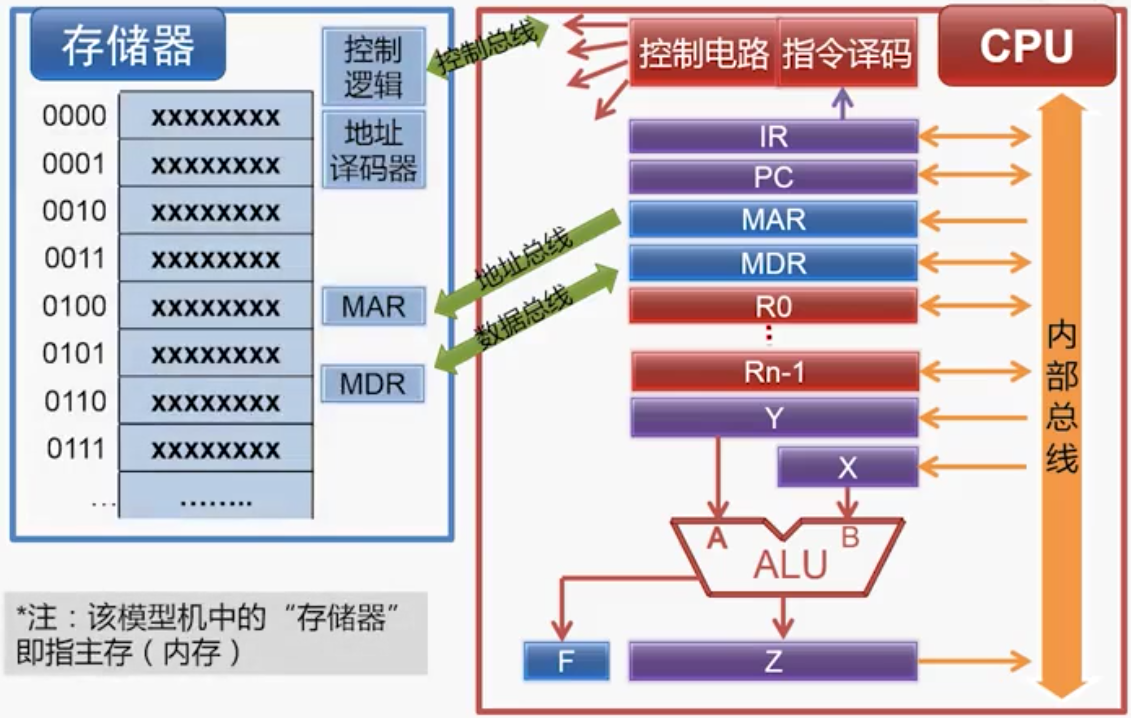 存储器
控制
逻辑
地址
译码器
0000 xxxxxxxx
0001 xxxxxxxx
0010 xxxxxxxx
0011 xxxxxxxx
0100 xxxxxxxx
0101 xxxxxxxx
0110 xxxxxxxx
0111 xxxxxxxx
... ........
MAR
MDR
控制总线
地址总线
数据总线
控制电路 指令译码
CPU
IR
PC
MAR
MDR
R0
⋮
Rn-1
Y
X
A
B
ALU
F
Z
内部总线
*注：该模型机中的“存储器”
即指主存（内存）